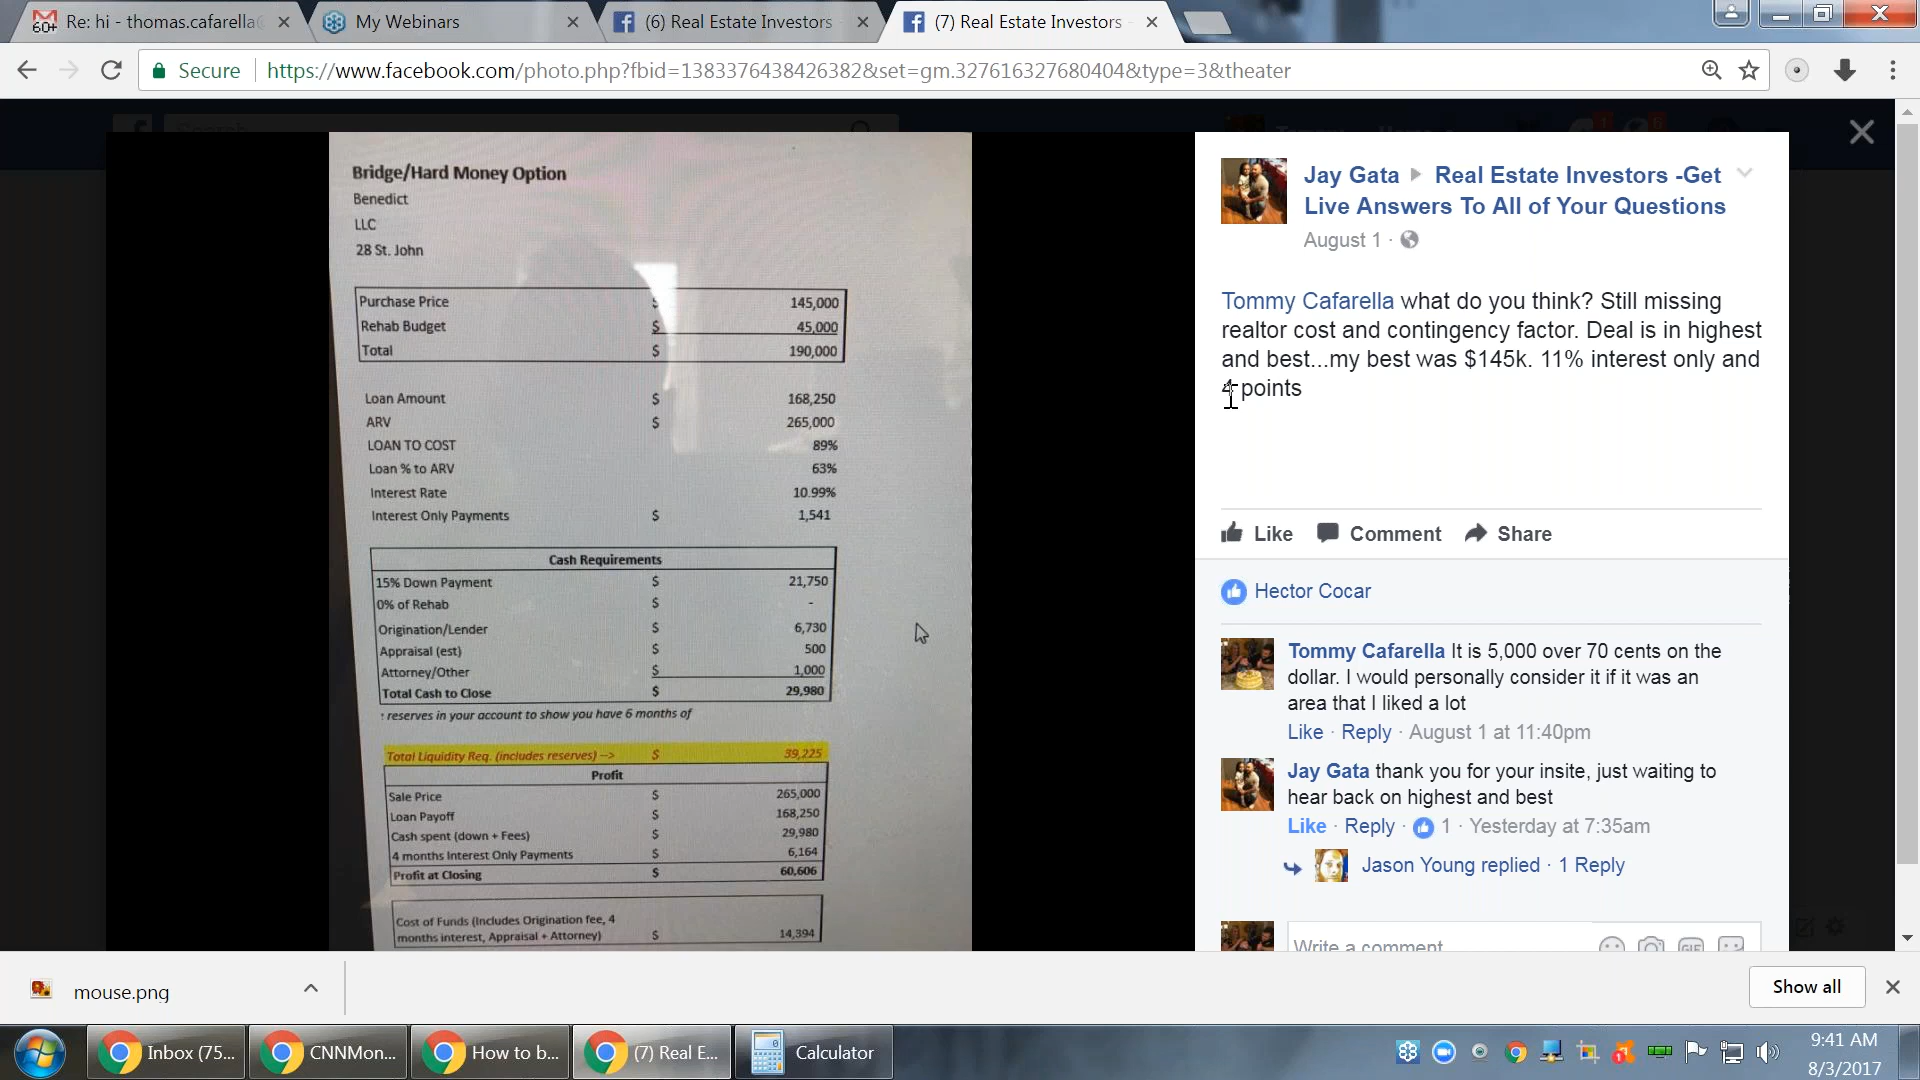 Re: hi - thomas.cafarella
My Webinars
(6) Real Estate Investors
(7) Real Estate Investors
Secure
https://www.facebook.com/photo.php?fbid=1383376438426382&set=gm.327616327680404&type=3&theater
Bridge/Hard Money Option
Benedict
LLC
28 St. John
Purchase Price $ 145,000
Rehab Budget $ 45,000
Total $ 190,000
Loan Amount $ 168,250
ARV $ 265,000
LOAN TO COST 89%
Loan % to ARV 63%
Interest Rate 10.99%
Interest Only Payments $ 1,541
Cash Requirements
15% Down Payment $ 21,750
0% of Rehab $ -
Origination/Lender $ 6,730
Appraisal (est) $ 500
Attorney/Other $ 1,000
Total Cash to Close $ 29,980
reserves in your account to show you have 6 months of
Total Liquidity Req. (includes reserves) --> $ 39,225
Profit
Sale Price $ 265,000
Loan Payoff $ 168,250
Cash spent (down + Fees) $ 29,980
4 months Interest Only Payments $ 6,164
Profit at Closing $ 60,606
Cost of Funds (Includes Origination fee, 4
months interest, Appraisal + Attorney) $ 14,394
Jay Gata ▶ Real Estate Investors -Get
Live Answers To All of Your Questions
August 1 ·
Tommy Cafarella what do you think? Still missing
realtor cost and contingency factor. Deal is in highest
and best...my best was $145k. 11% interest only and
4 points
Like Comment Share
Hector Cocar
Tommy Cafarella It is 5,000 over 70 cents on the
dollar. I would personally consider it if it was an
area that I liked a lot
Like · Reply · August 1 at 11:40pm
Jay Gata thank you for your insite, just waiting to
hear back on highest and best
Like · Reply · 1 · Yesterday at 7:35am
Jason Young replied · 1 Reply
Write a comment
mouse.png
Show all
Inbox (75...
CNNMon...
How to b...
(7) Real E...
Calculator
9:41 AM
8/3/2017